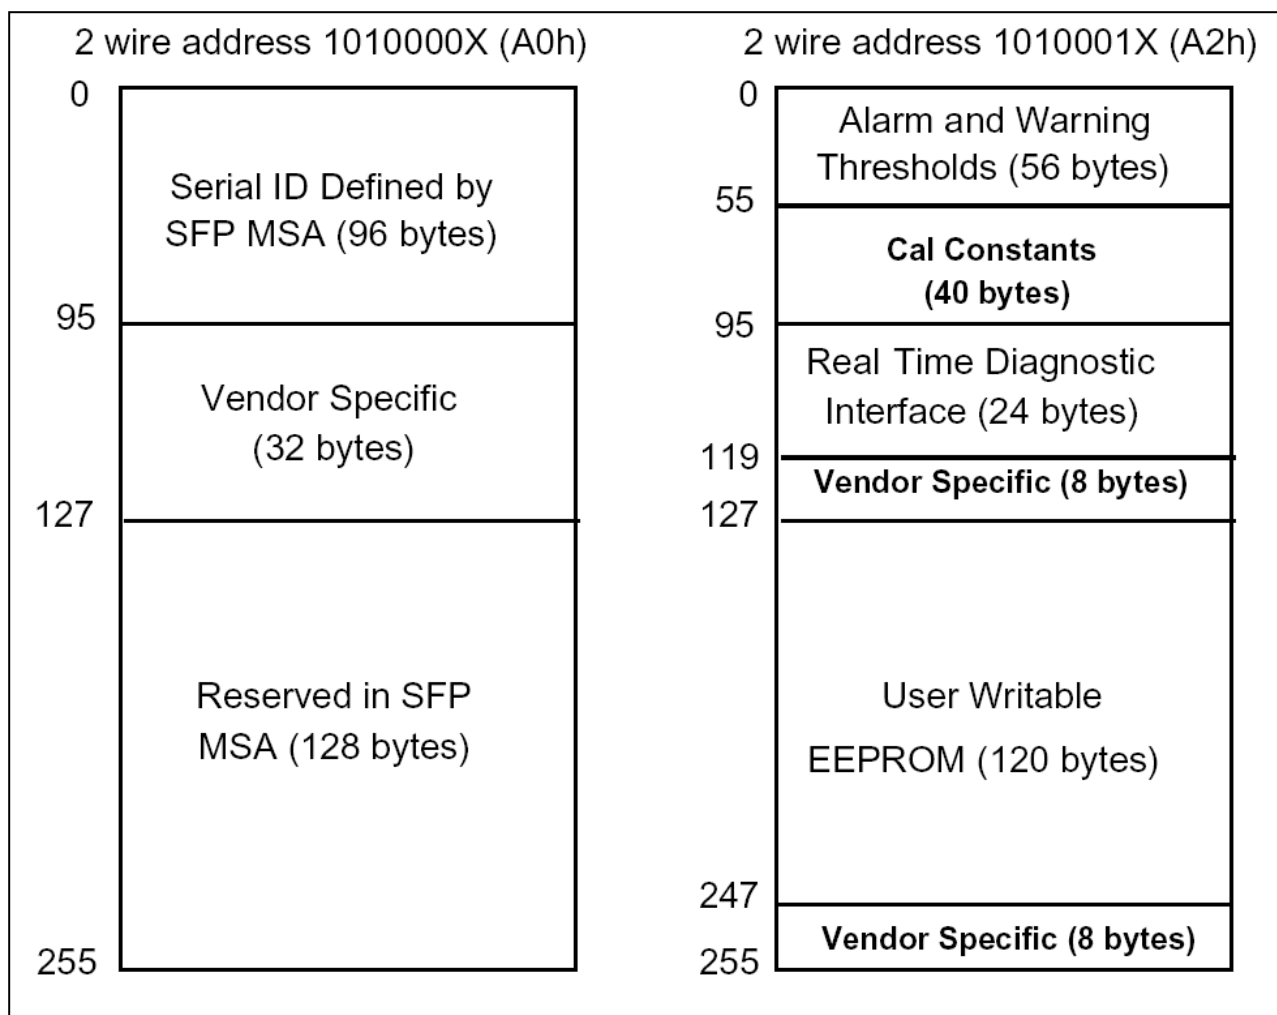 2 wire address 1010000X (A0h)
0
Serial ID Defined by
SFP MSA (96 bytes)
95
Vendor Specific
(32 bytes)
127
Reserved in SFP
MSA (128 bytes)
255
2 wire address 1010001X (A2h)
0
Alarm and Warning
Thresholds (56 bytes)
55
Cal Constants
(40 bytes)
95
Real Time Diagnostic
Interface (24 bytes)
119
Vendor Specific (8 bytes)
127
User Writable
EEPROM (120 bytes)
247
Vendor Specific (8 bytes)
255